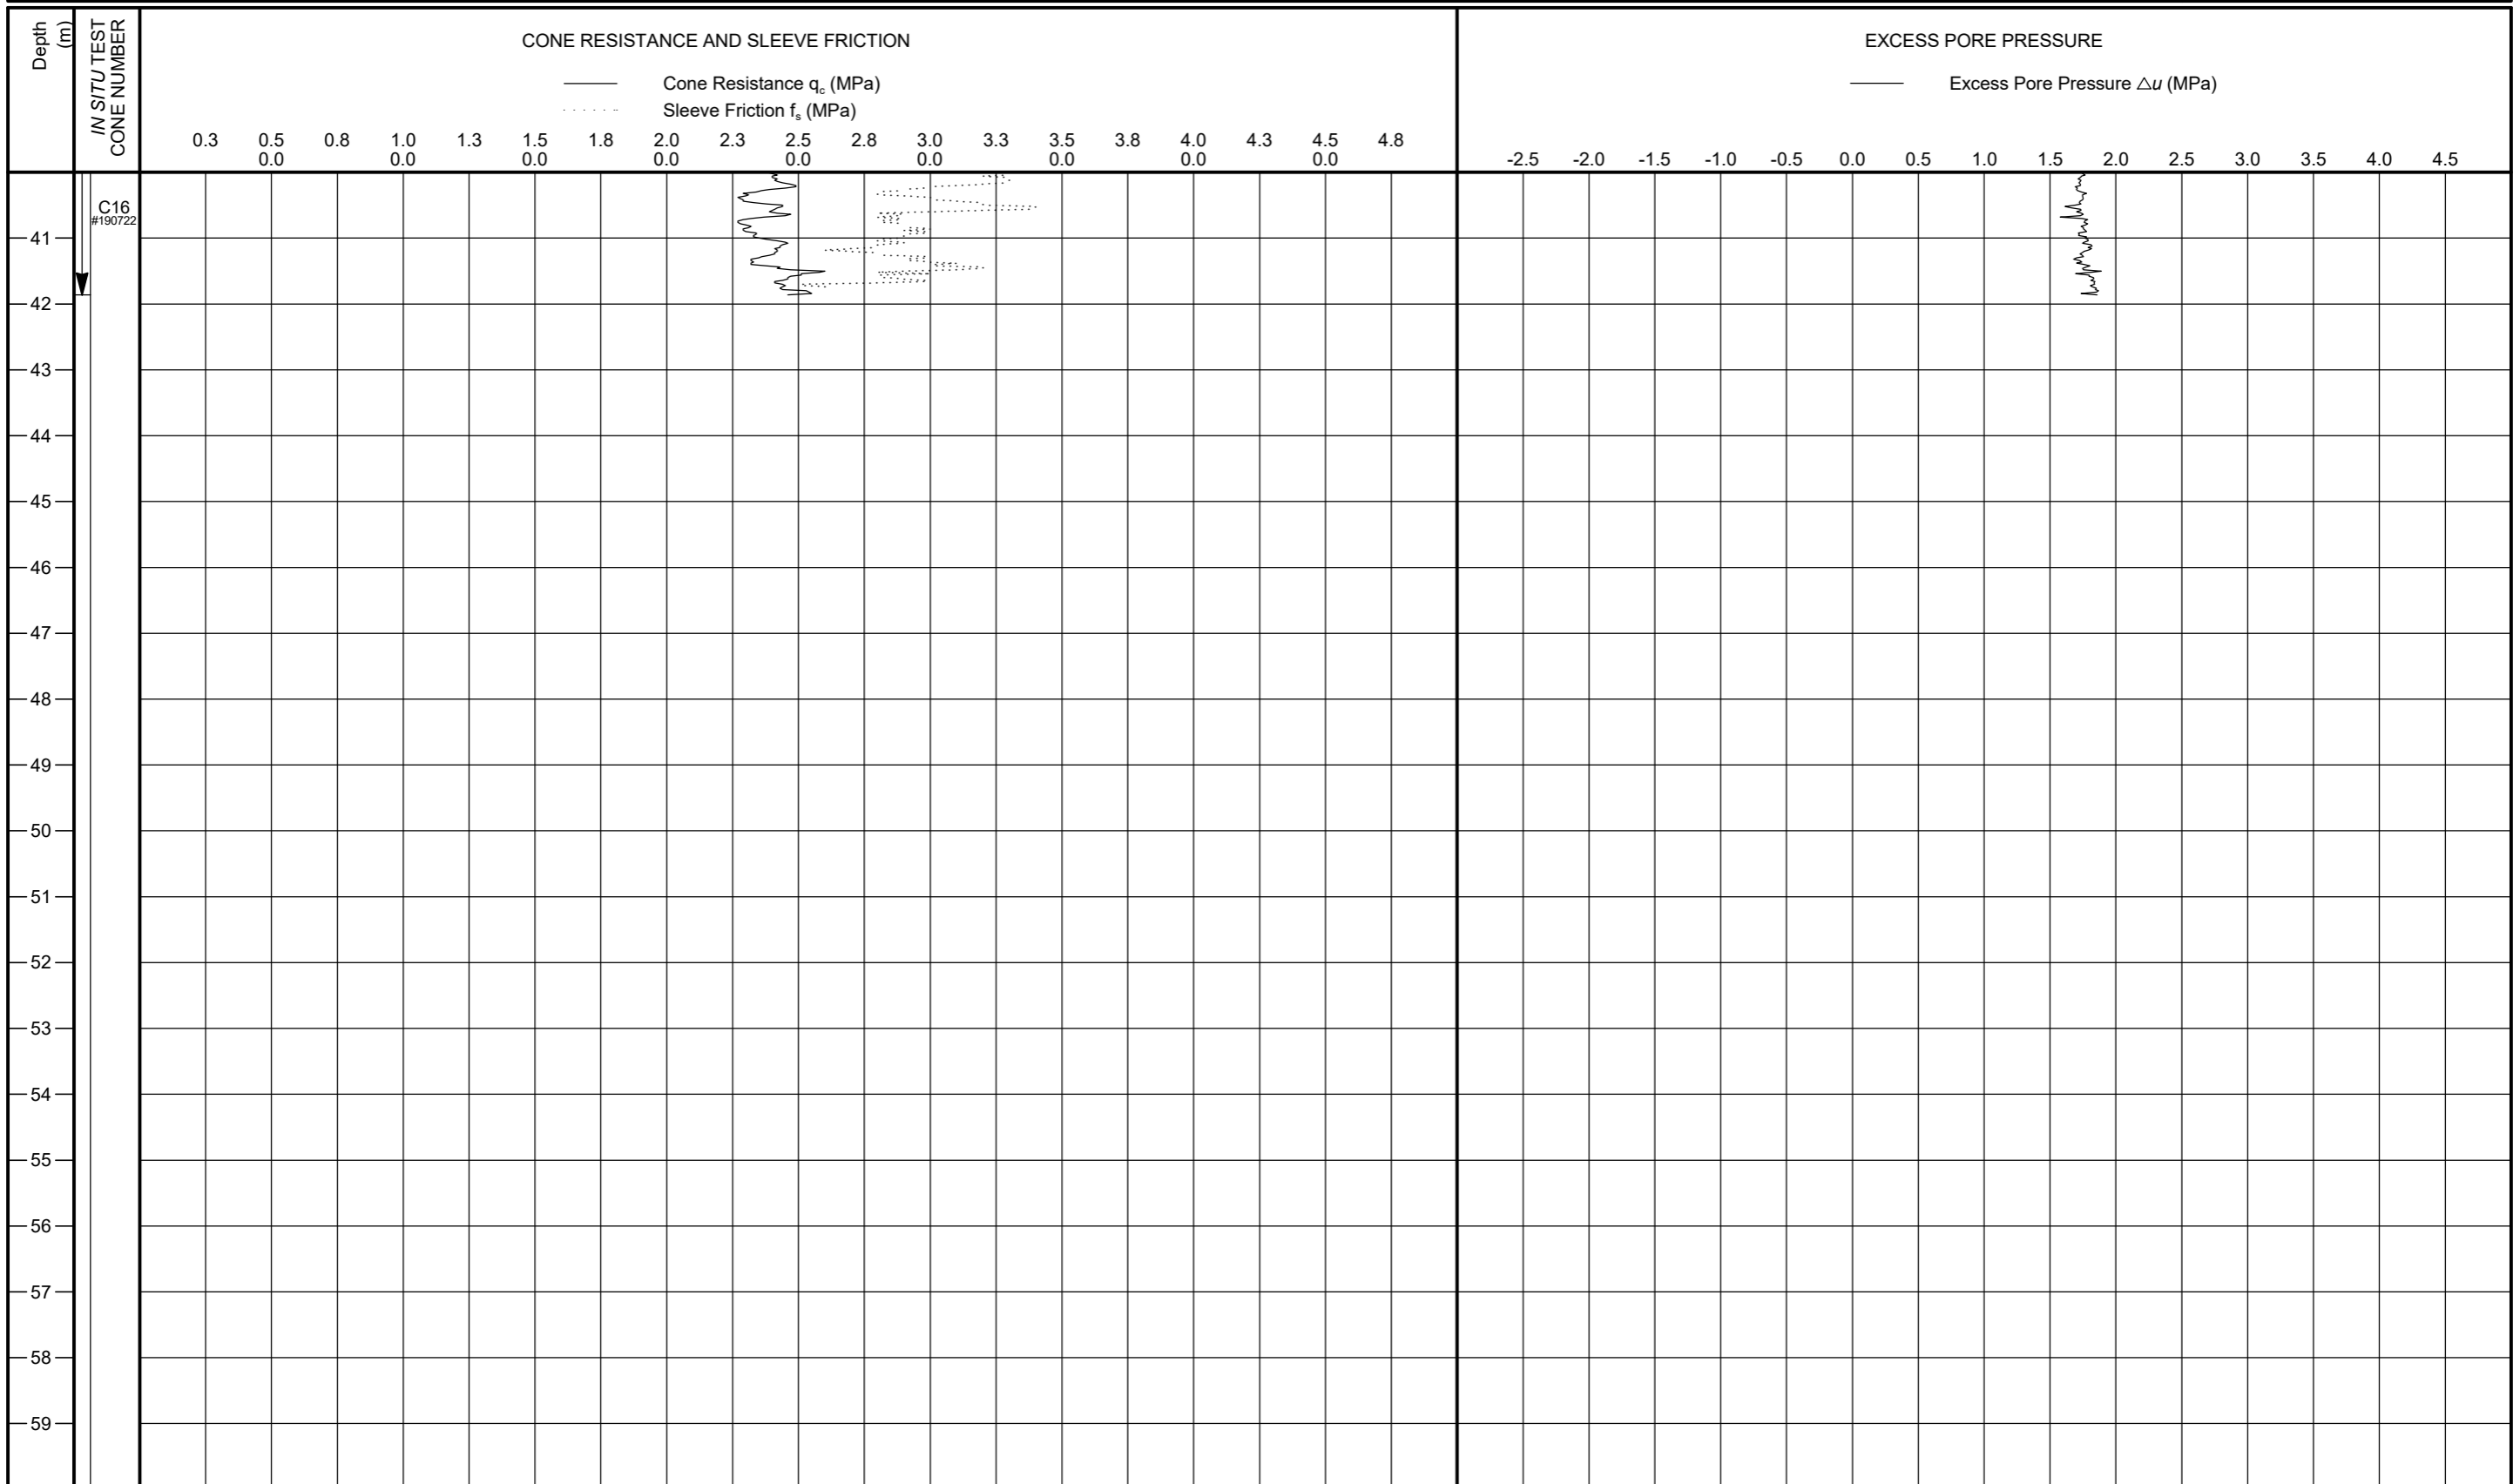 Depth
(m)
IN SITU TEST
CONE NUMBER
CONE RESISTANCE AND SLEEVE FRICTION
Cone Resistance qc (MPa)
Sleeve Friction fs (MPa)
0.3 0.5 0.8 1.0 1.3 1.5 1.8 2.0 2.3 2.5 2.8 3.0 3.3 3.5 3.8 4.0 4.3 4.5 4.8
0.0 0.0 0.0 0.0 0.0 0.0 0.0 0.0 0.0
EXCESS PORE PRESSURE
Excess Pore Pressure △u (MPa)
-2.5 -2.0 -1.5 -1.0 -0.5 0.0 0.5 1.0 1.5 2.0 2.5 3.0 3.5 4.0 4.5
C16
#190722
41
42
43
44
45
46
47
48
49
50
51
52
53
54
55
56
57
58
59